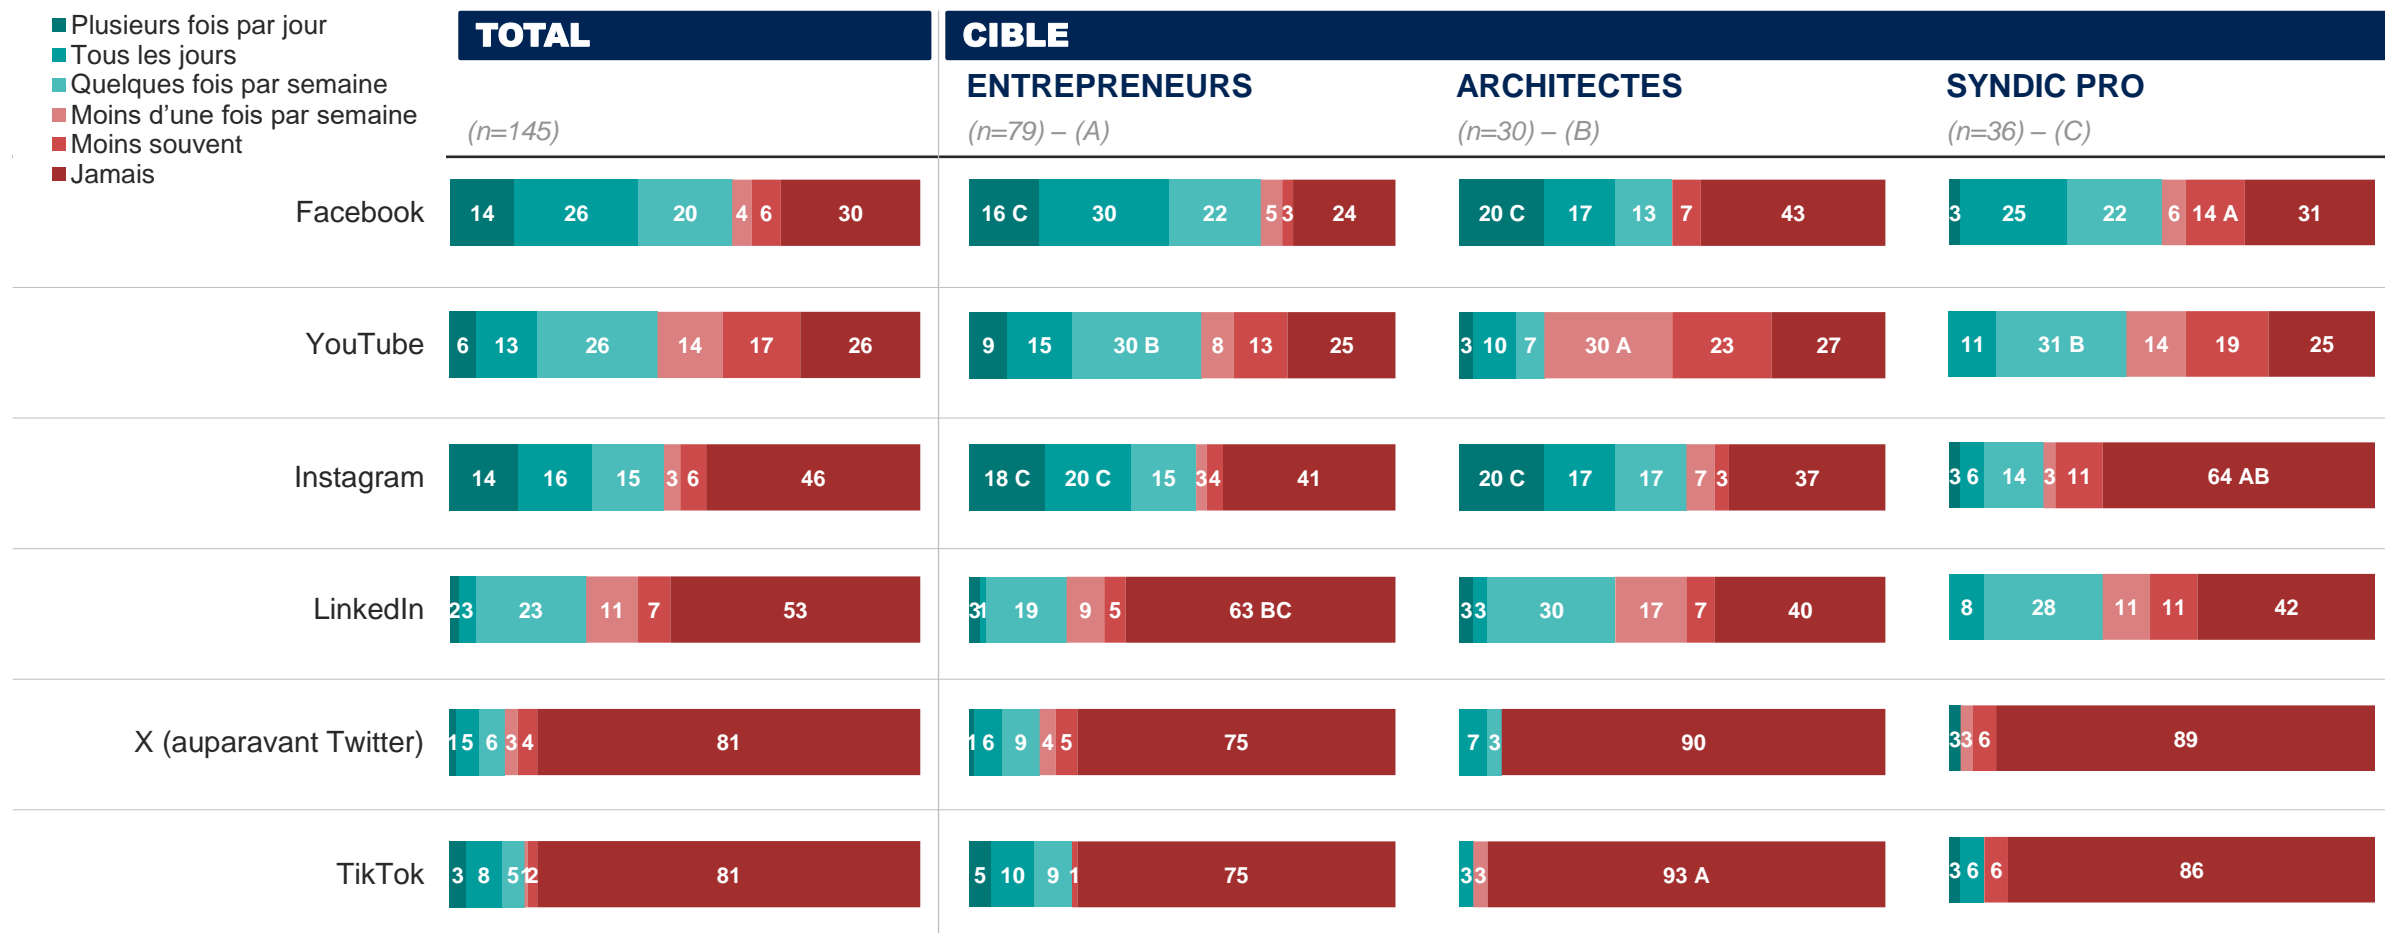 Plusieurs fois par jour
Tous les jours
Quelques fois par semaine
Moins d'une fois par semaine
Moins souvent
Jamais
TOTAL
CIBLE
ENTREPRENEURS
ARCHITECTES
SYNDIC PRO
(n=145)
(n=79) – (A)
(n=30) – (B)
(n=36) – (C)
Facebook
14 26 20 4 6 30
16 C 30 22 5 3 24
20 C 17 13 7 43
3 25 22 6 14 A 31
YouTube
6 13 26 14 17 26
9 15 30 B 8 13 25
3 10 7 30 A 23 27
11 31 B 14 19 25
Instagram
14 16 15 3 6 46
18 C 20 C 15 3 4 41
20 C 17 17 7 3 37
3 6 14 3 11 64 AB
LinkedIn
2 3 23 11 7 53
3 1 19 9 5 63 BC
3 3 30 17 7 40
8 28 11 11 42
X (auparavant Twitter)
1 5 6 3 4 81
1 6 9 4 5 75
7 3 90
3 3 6 89
TikTok
3 8 5 1 2 81
5 10 9 1 75
3 3 93 A
3 6 6 86